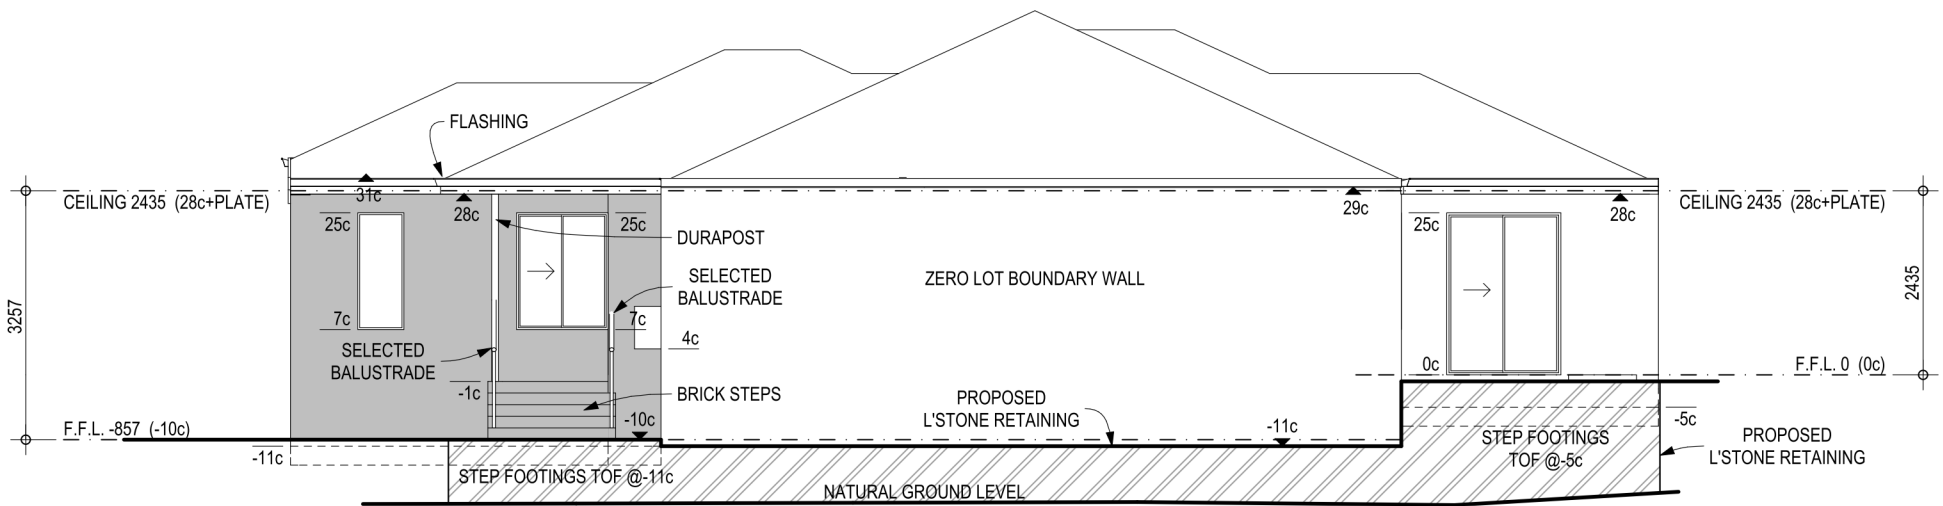 FLASHING
31c
CEILING 2435 (28c+PLATE)
28c
29c
28c
CEILING 2435 (28c+PLATE)
25c
25c
25c
DURAPOST
SELECTED
BALUSTRADE
ZERO LOT BOUNDARY WALL
3257
2435
7c
7c
4c
SELECTED
BALUSTRADE
0c
F.F.L. 0 (0c)
-1c
BRICK STEPS
PROPOSED
L'STONE RETAINING
F.F.L. -857 (-10c)
-10c
-11c
-5c
-11c
STEP FOOTINGS
TOF @-5c
PROPOSED
L'STONE RETAINING
STEP FOOTINGS TOF @-11c
NATURAL GROUND LEVEL